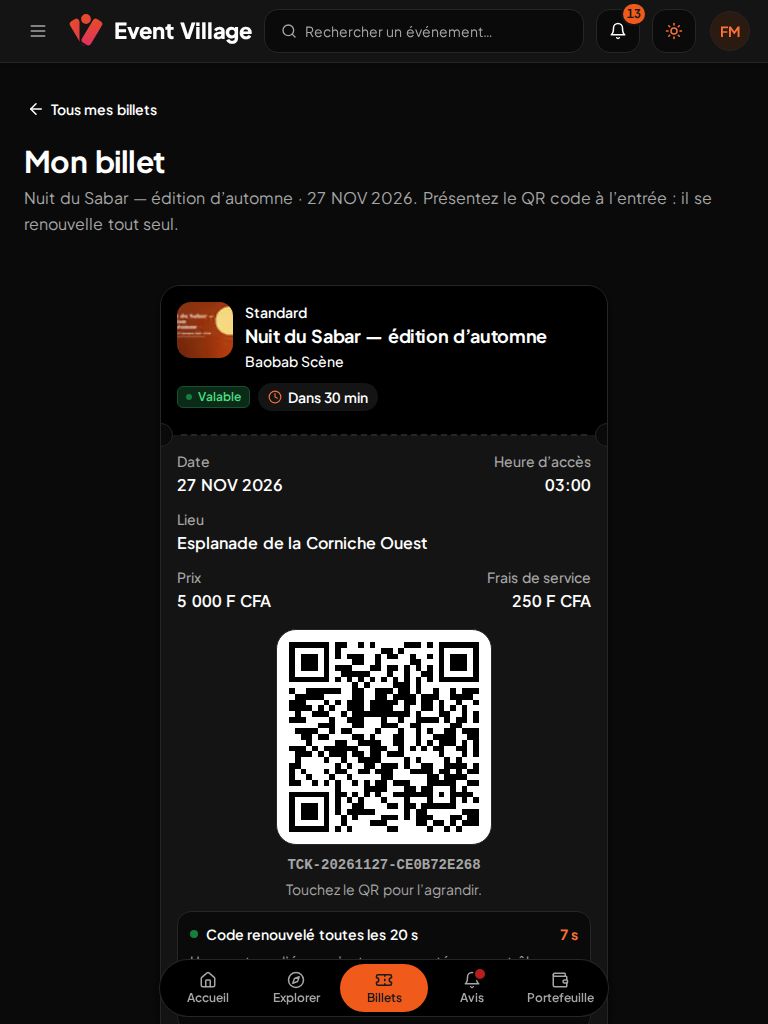 Event Village
Rechercher un événement…
13
FM
Tous mes billets
Mon billet
Nuit du Sabar — édition d’automne · 27 NOV 2026. Présentez le QR code à l’entrée : il se
renouvelle tout seul.
Standard
Nuit du Sabar — édition d’automne
Baobab Scène
Valable
Dans 30 min
Date
Heure d’accès
27 NOV 2026
03:00
Lieu
Esplanade de la Corniche Ouest
Prix
Frais de service
5 000 F CFA
250 F CFA
TCK-20261127-CE0B72E268
Touchez le QR pour l’agrandir.
Code renouvelé toutes les 20 s
7 s
Accueil
Explorer
Billets
Avis
Portefeuille